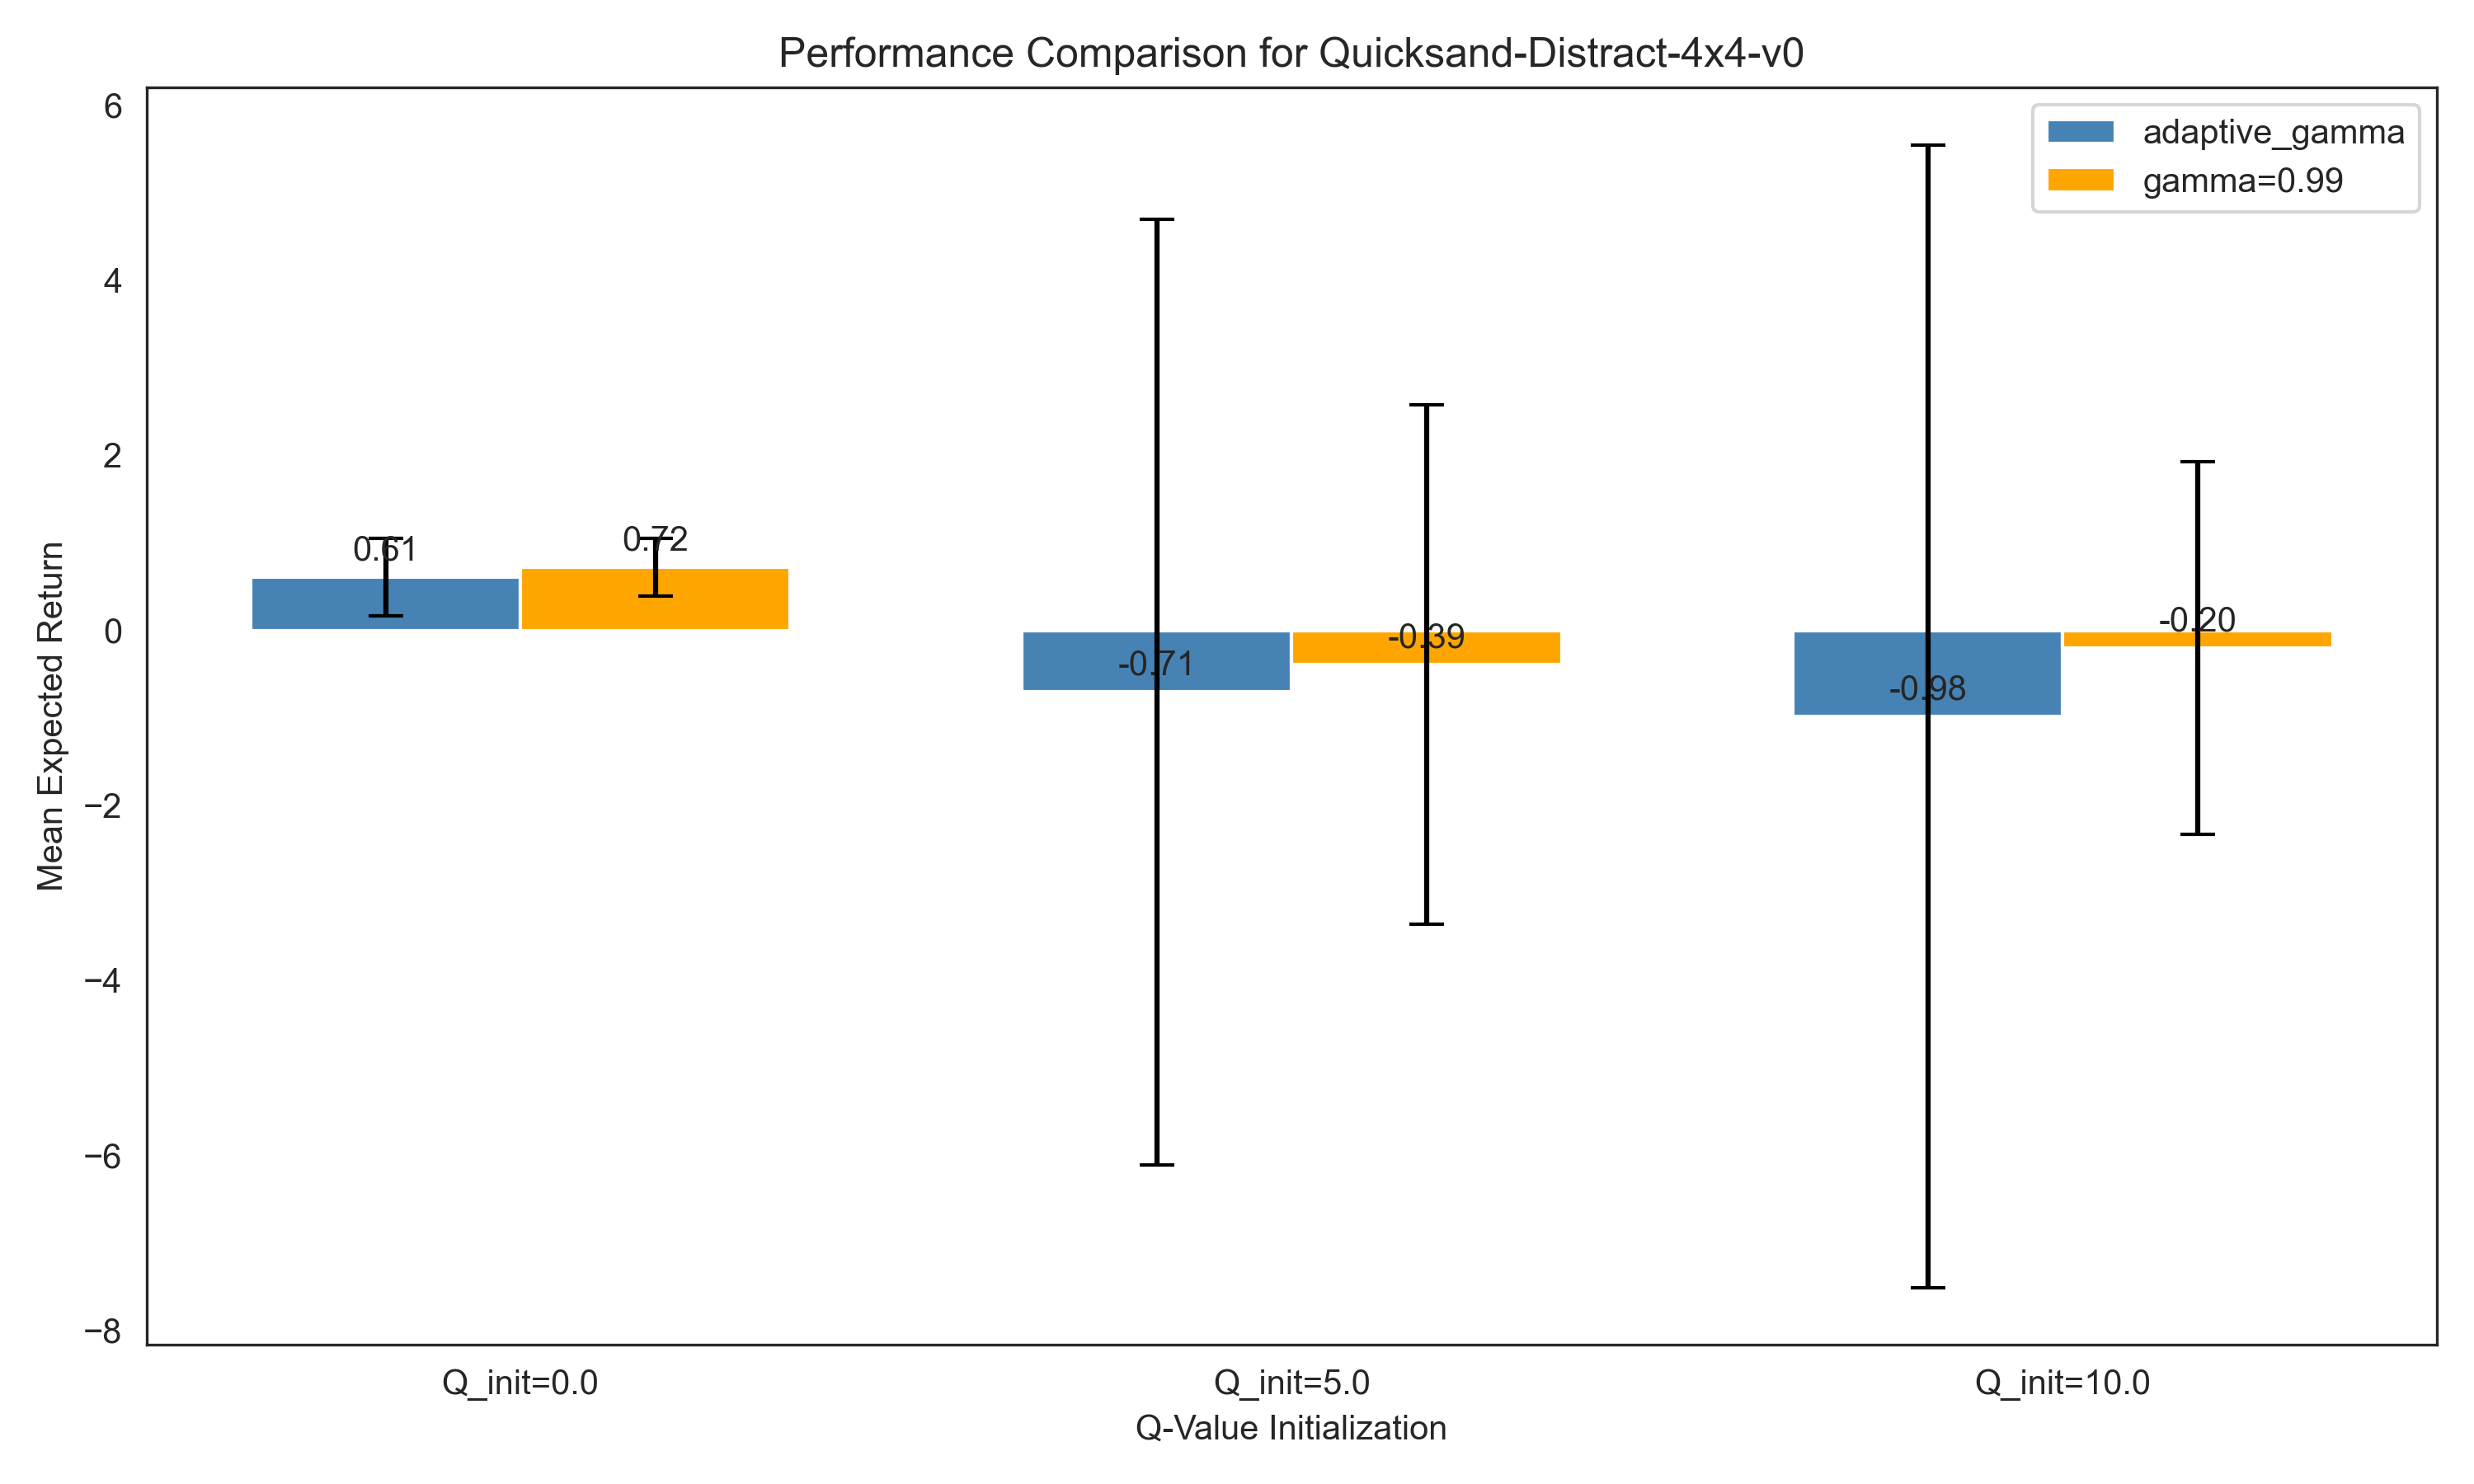 Performance Comparison for Quicksand-Distract-4x4-v0
adaptive_gamma
gamma=0.99
6
4
2
0
−2
−4
−6
−8
Mean Expected Return
0.61
0.72
-0.71
-0.39
-0.98
-0.20
Q_init=0.0
Q_init=5.0
Q_init=10.0
Q-Value Initialization